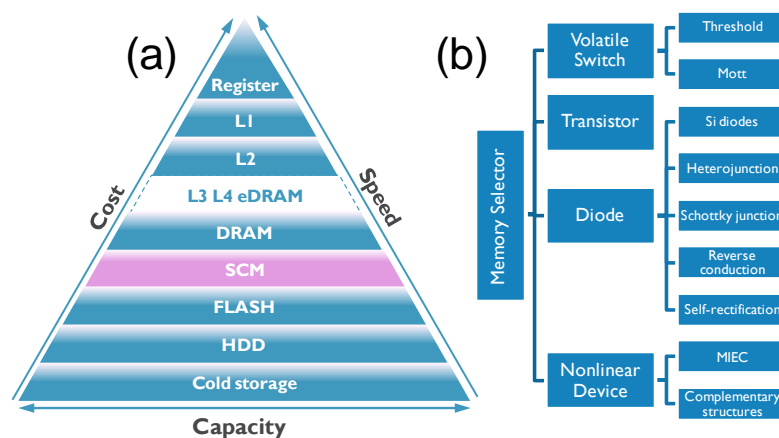 (a)
Register
L1
L2
L3 L4 eDRAM
DRAM
SCM
FLASH
HDD
Cold storage
Cost
Speed
Capacity
(b)
Memory Selector
Volatile
Switch
Threshold
Mott
Transistor
Diode
Si diodes
Heterojunction
Schottky junction
Reverse
conduction
Self-rectification
Nonlinear
Device
MIEC
Complementary
structures